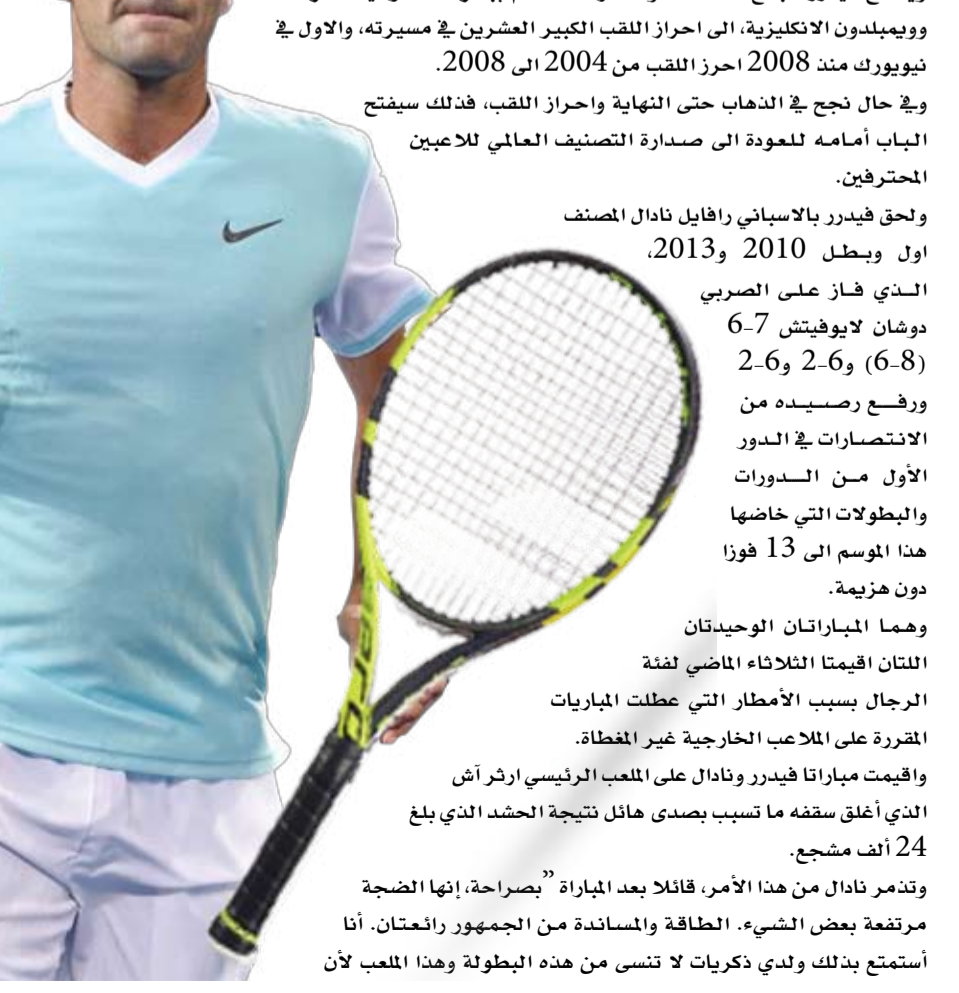 وويمبلدون الانكليزية، الى احراز اللقب الكبير العشرين في مسيرته، والاول في
نيويورك منذ 2008 احرز اللقب من 2004 الى 2008.
وفي حال نجح في الذهاب حتى النهاية واحراز اللقب، فذلك سيفتح
الباب أمامه للعودة الى صدارة التصنيف العالمي للاعبين
المحترفين.
ولحق فيدرر بالاسباني رافايل نادال المصنف
اول وبطل 2010 و2013،
الذي فاز على الصربي
دوشان لايوفيتش 7-6
(8-6) و6-2 و6-2
ورفع رصيده من
الانتصارات في الدور
الأول من الدورات
والبطولات التي خاضها
هذا الموسم الى 13 فوزا
دون هزيمة.
وهما المباراتان الوحيدتان
اللتان اقيمتا الثلاثاء الماضي لفئة
الرجال بسبب الأمطار التي عطلت المباريات
المقررة على الملاعب الخارجية غير المغطاة.
واقيمت مباراتا فيدرر ونادال على الملعب الرئيسي ارثر آش
الذي أغلق سقفه ما تسبب بصدى هائل نتيجة الحشد الذي بلغ
24 ألف مشجع.
وتذمر نادال من هذا الأمر، قائلا بعد المباراة ”بصراحة، إنها الضجة
مرتفعة بعض الشيء. الطاقة والمساندة من الجمهور رائعتان. أنا
أستمتع بذلك ولدي ذكريات لا تنسى من هذه البطولة وهذا الملعب لأن